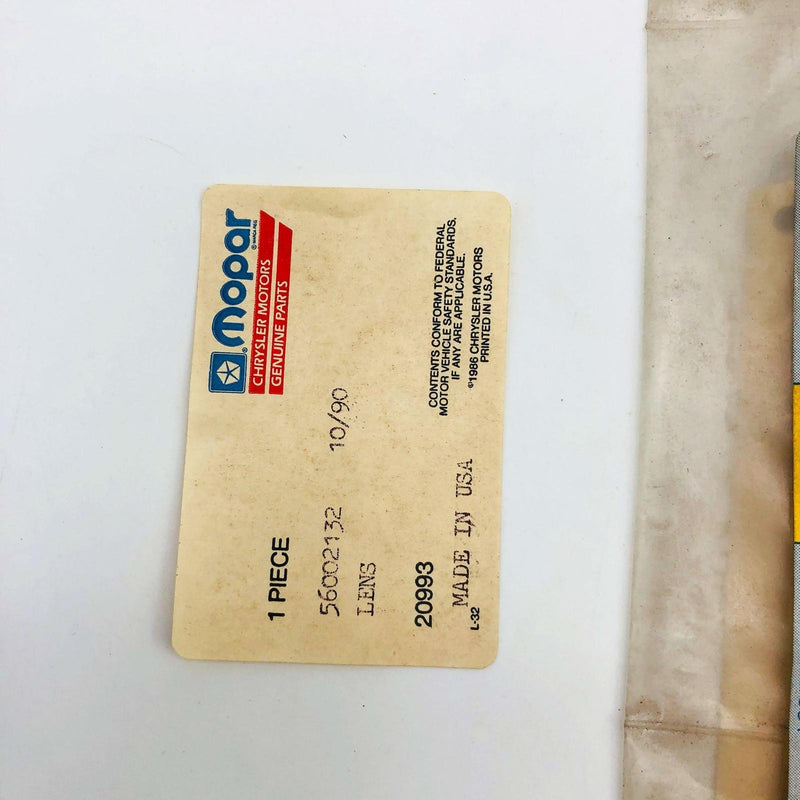 Mopar
CHRYSLER MOTORS
GENUINE PARTS
1 PIECE
56002132 10/90
LENS
CONTENTS CONFORM TO FEDERAL
MOTOR VEHICLE SAFETY STANDARDS.
IF ANY ARE APPLICABLE.
©1986 CHRYSLER MOTORS
PRINTED IN U.S.A.
20993
MADE IN USA
L-32